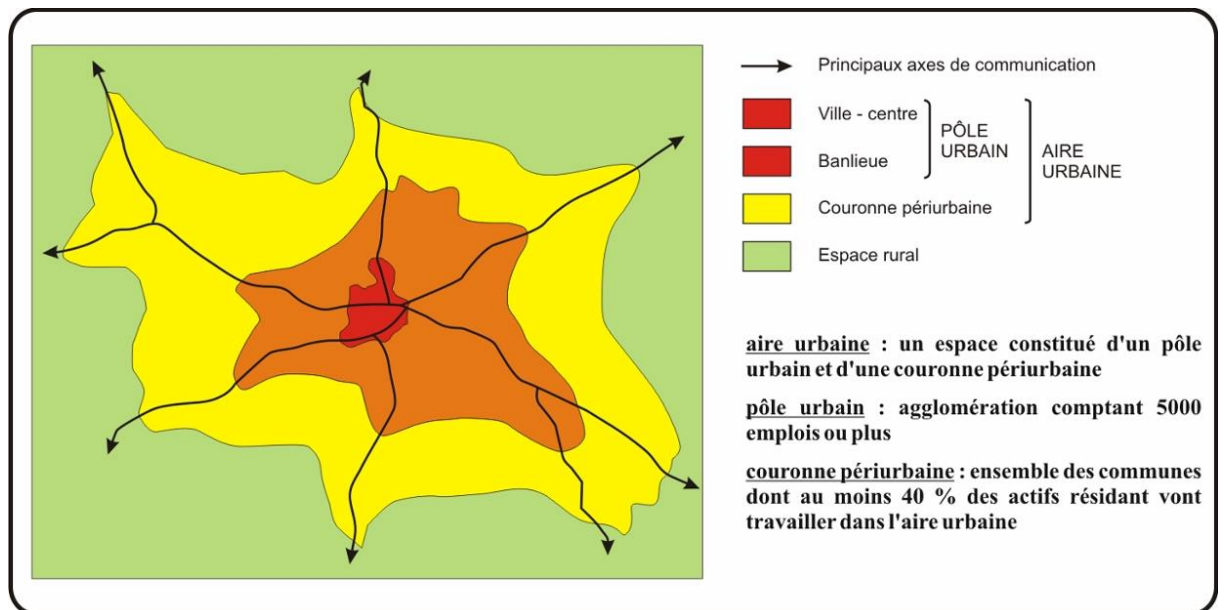 Principaux axes de communication
Ville - centre
PÔLE
URBAIN
Banlieue
AIRE
URBAINE
Couronne périurbaine
Espace rural
aire urbaine : un espace constitué d'un pôle
urbain et d'une couronne périurbaine
pôle urbain : agglomération comptant 5000
emplois ou plus
couronne périurbaine : ensemble des communes
dont au moins 40 % des actifs résidant vont
travailler dans l'aire urbaine